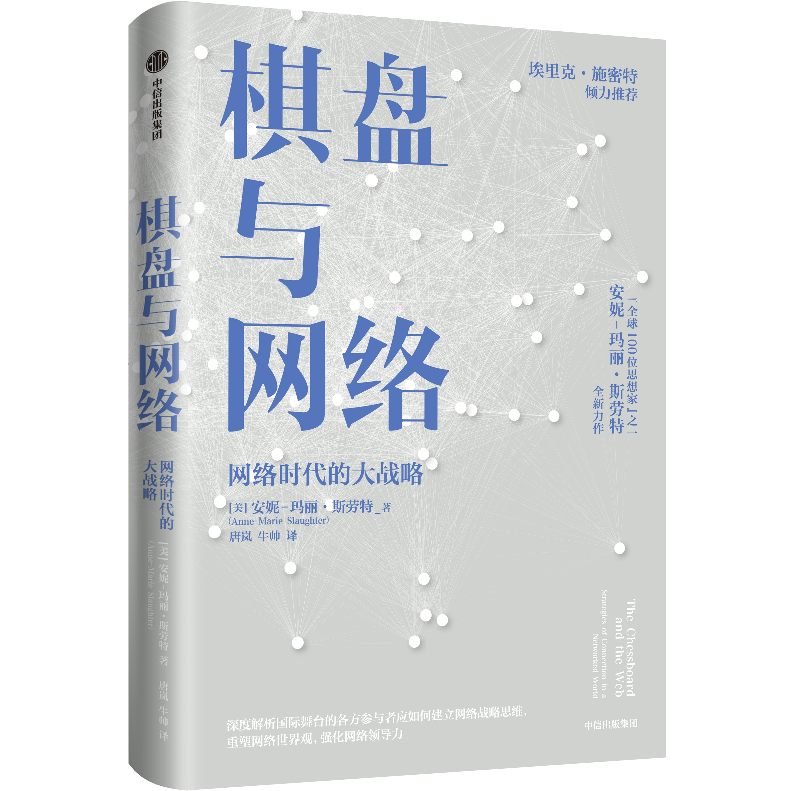 中信出版集团
棋盘与网络
网络时代的
大战略
[美] 安妮-玛丽·斯劳特 著
(Anne-Marie Slaughter)
唐岚 牛帅 译
埃里克·施密特
倾力推荐
棋盘
与
网络
「全球100位思想家」之一
安妮-玛丽·斯劳特
全新力作
网络时代的大战略
[美] 安妮-玛丽·斯劳特_著
(Anne Marie Slaughter)
唐岚 牛帅 译
The Chessboard
and the Web
Strategies of Connection in a
Networked World
深度解析国际舞台的各方参与者应如何建立网络战略思维,
重塑网络世界观,强化网络领导力
中信出版集团